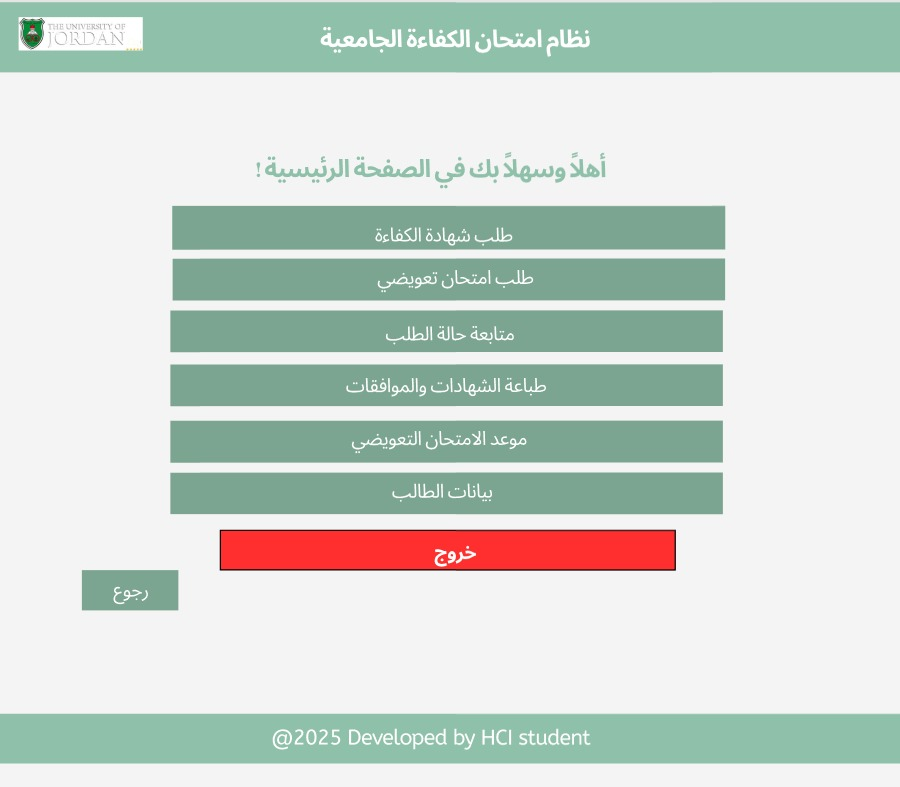 THE UNIVERSITY OF
JORDAN
نظام امتحان الكفاءة الجامعية
أهلاً وسهلاً بك في الصفحة الرئيسية !
طلب شهادة الكفاءة
طلب امتحان تعويضي
متابعة حالة الطلب
طباعة الشهادات والموافقات
موعد الامتحان التعويضي
بيانات الطالب
خروج
رجوع
@2025 Developed by HCI student